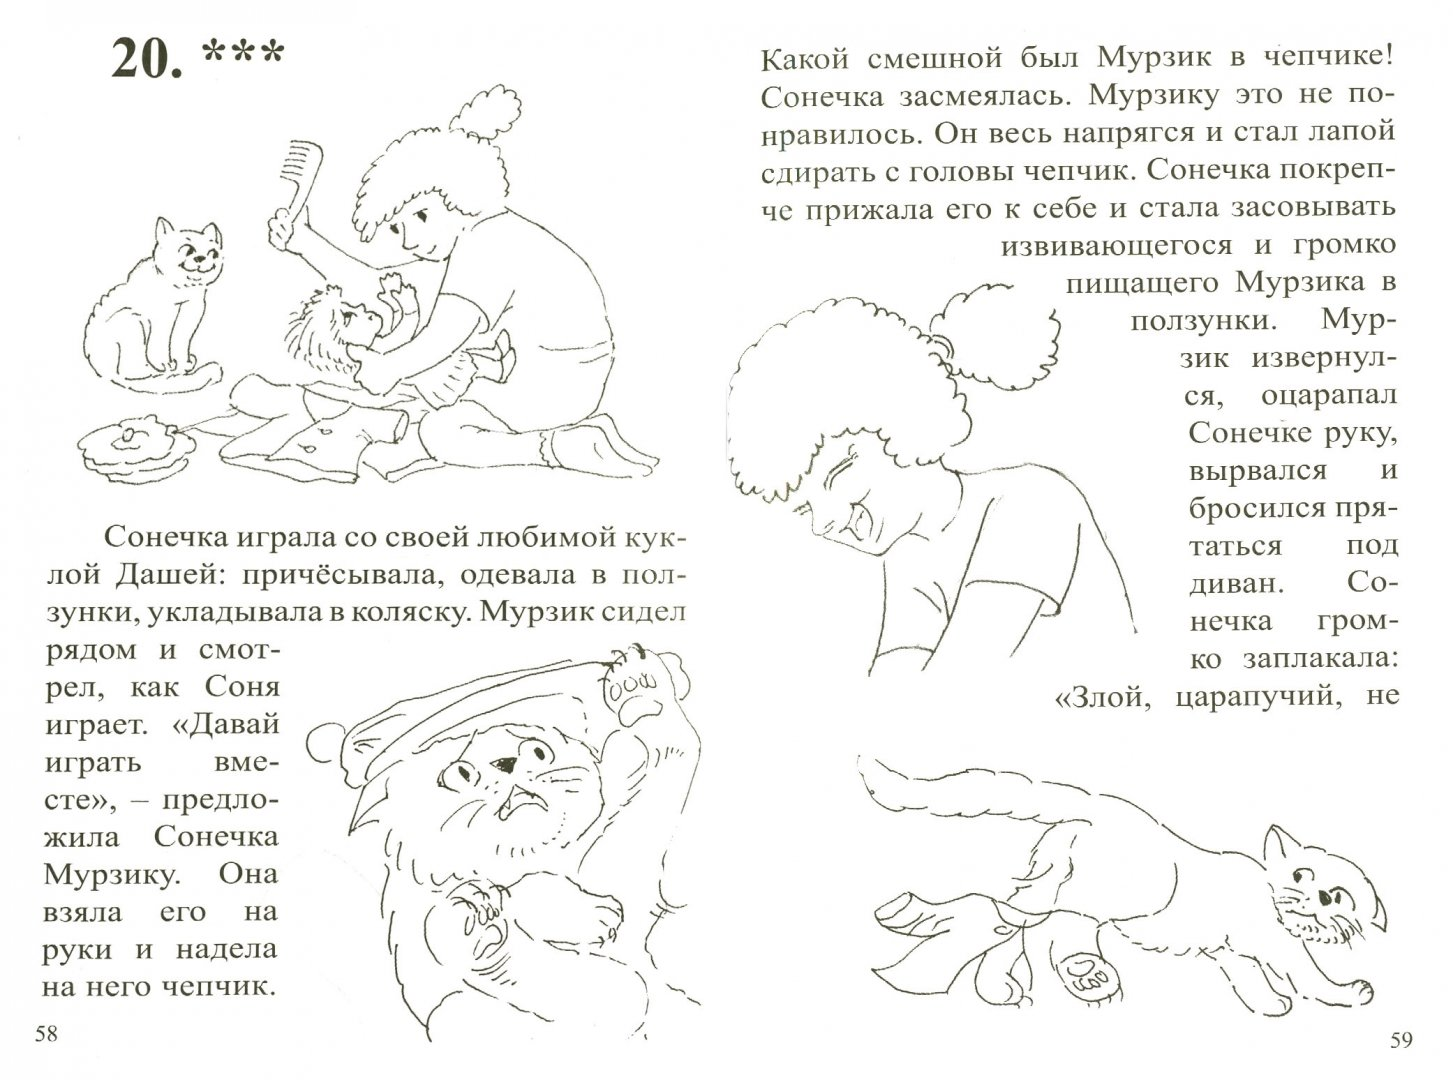 20. ***
Сонечка играла со своей любимой кук-
лой Дашей: причёсывала, одевала в пол-
зунки, укладывала в коляску. Мурзик сидел
рядом и смот-
рел, как Соня
играет. «Давай
играть вме-
сте», – предло-
жила Сонечка
Мурзику. Она
взяла его на
руки и надела
на него чепчик.
58
Какой смешной был Мурзик в чепчике!
Сонечка засмеялась. Мурзику это не по-
нравилось. Он весь напрягся и стал лапой
сдирать с головы чепчик. Сонечка покреп-
че прижала его к себе и стала засовывать
извивающегося и громко
пищащего Мурзика в
ползунки. Мур-
зик извернул-
ся, оцарапал
Сонечке руку,
вырвался и
бросился пря-
таться под
диван. Со-
нечка гром-
ко заплакала:
«Злой, царапучий, не
59